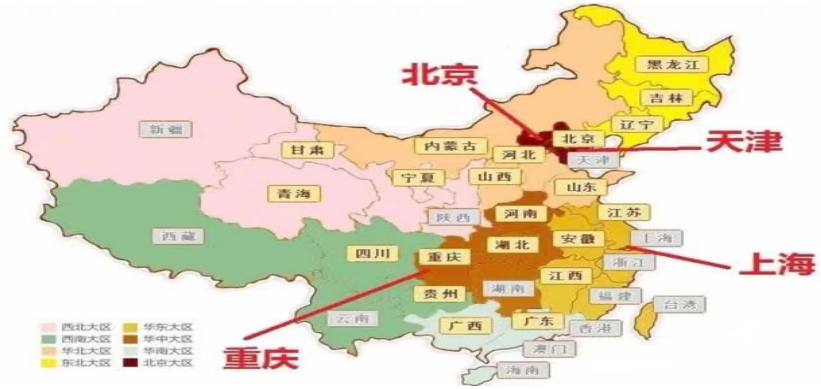 黑龙江
北京
吉林
辽宁
北京
天津
内蒙古
河北
天津
新疆
甘肃
宁夏
山西
山东
青海
陕西
河南
江苏
西藏
四川
重庆
湖北
安徽
上海
浙江
上海
江西
贵州
湖南
福建
台湾
云南
广西
广东
香港
重庆
澳门
海南
西北大区 华东大区
西南大区 华中大区
华北大区 华南大区
东北大区 北京大区